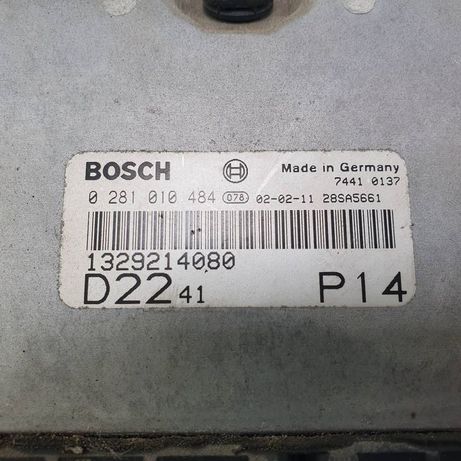 BOSCH Made in Germany
7441 0137
0 281 010 484 078 02-02-11 28SA5661
1329214080
D22 41 P14